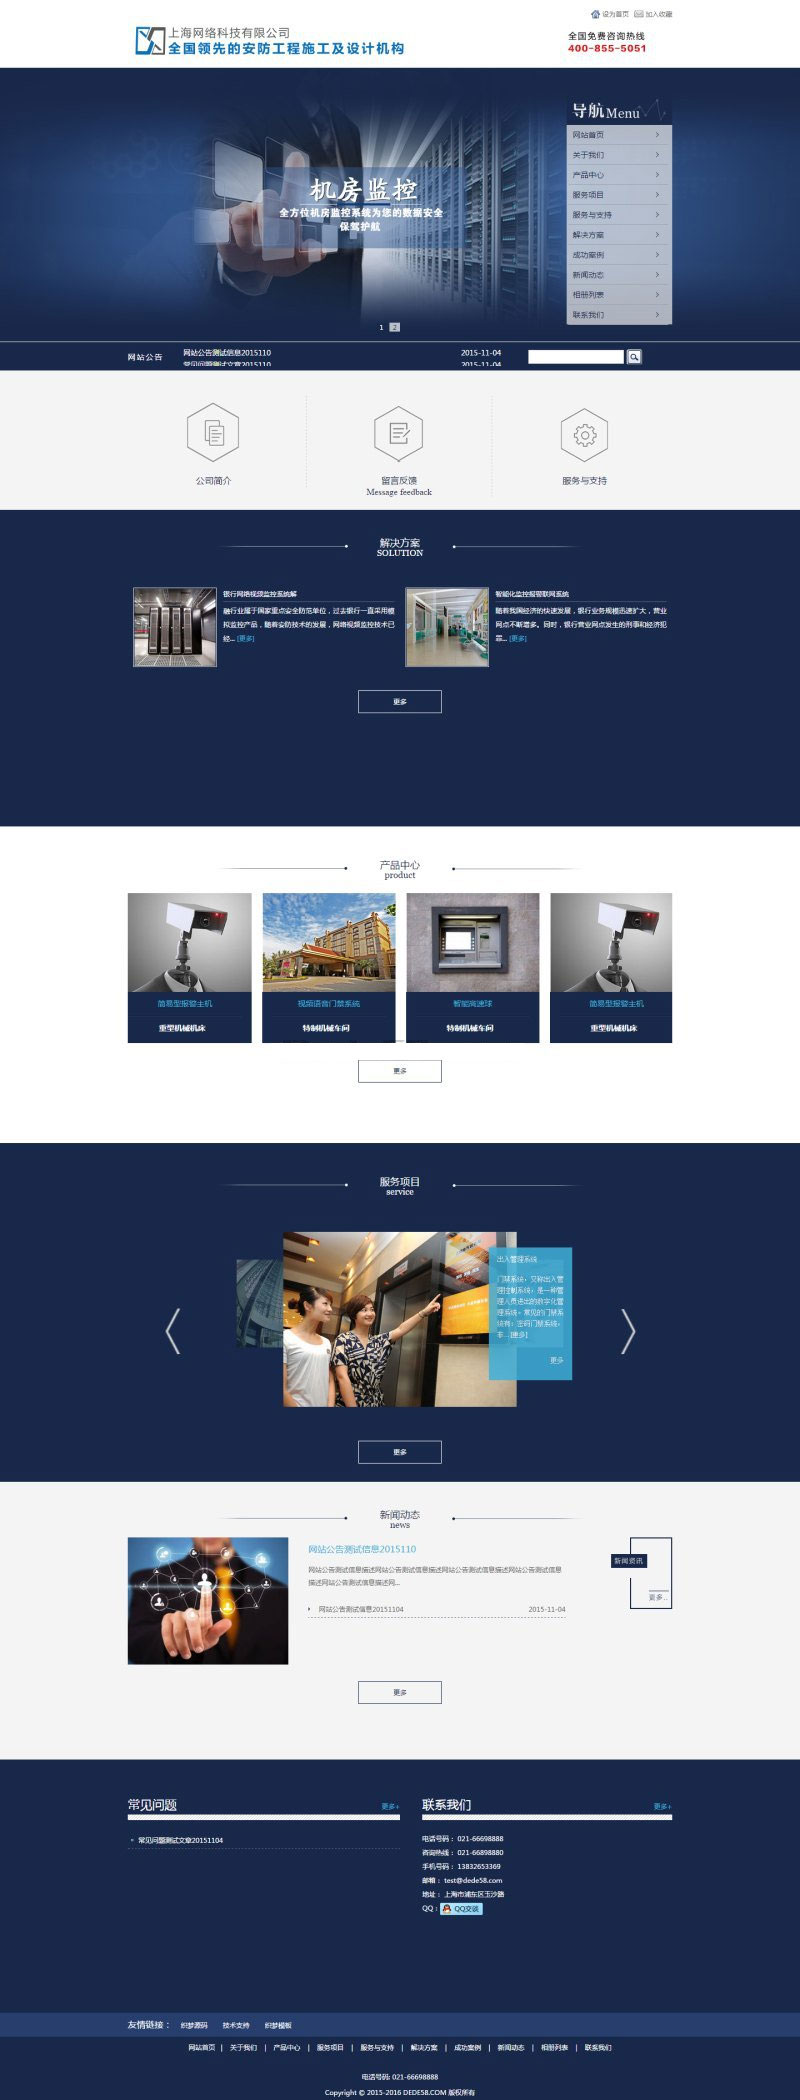 设为首页 加入收藏
上海网络科技有限公司
全国领先的安防工程施工及设计机构
全国免费咨询热线
400-855-5051
导航Menu
网站首页
关于我们
产品中心
服务项目
服务与支持
解决方案
成功案例
新闻动态
相册列表
联系我们
机房监控
全方位机房监控系统为您的数据安全
保驾护航
1 2
网站公告
网站公告测试信息2015110 2015-11-04
常见问题测试文章2015110 2015-11-04
公司简介
留言反馈
Message feedback
服务与支持
解决方案
SOLUTION
银行网络视频监控系统解
融行业属于国家重点安全防范单位，过去银行一直采用模
拟监控产品，随着安防技术的发展，网络视频监控技术已
经... [更多]
智能化监控报警联网系统
随着我国经济的快速发展，银行业务规模迅速扩大，营业
网点不断增多。同时，银行营业网点发生的刑事和经济犯
罪... [更多]
更多
产品中心
product
简易型报警主机
重型机械机床
视频语音门禁系统
特制机械车间
智能高速球
特制机械车间
简易型报警主机
重型机械机床
更多
服务项目
service
出入管理系统
门禁系统，又称出入管
理控制系统，是一种管
理人员进出的数字化管
理系统，常见的门禁系
统有：密码门禁系统，
非...[更多]
更多
更多
新闻动态
news
网站公告测试信息2015110
网站公告测试信息描述网站公告测试信息描述网站公告测试信息描述网站公告测试信息
描述网站公告测试信息描述网...
网站公告测试信息20151104 2015-11-04
新闻资讯
更多...
更多
常见问题 更多+
常见问题测试文章20151104
联系我们 更多+
电话号码： 021-66698888
咨询热线： 021-66898880
手机号码： 13832653369
邮箱： test@dede58.com
地址： 上海市浦东区玉沙路
QQ： QQ交谈
友情链接： 织梦源码 技术支持 织梦模板
网站首页 | 关于我们 | 产品中心 | 服务项目 | 服务与支持 | 解决方案 | 成功案例 | 新闻动态 | 相册列表 | 联系我们
电话号码: 021-66698888
Copyright © 2015-2016 DEDE58.COM 版权所有